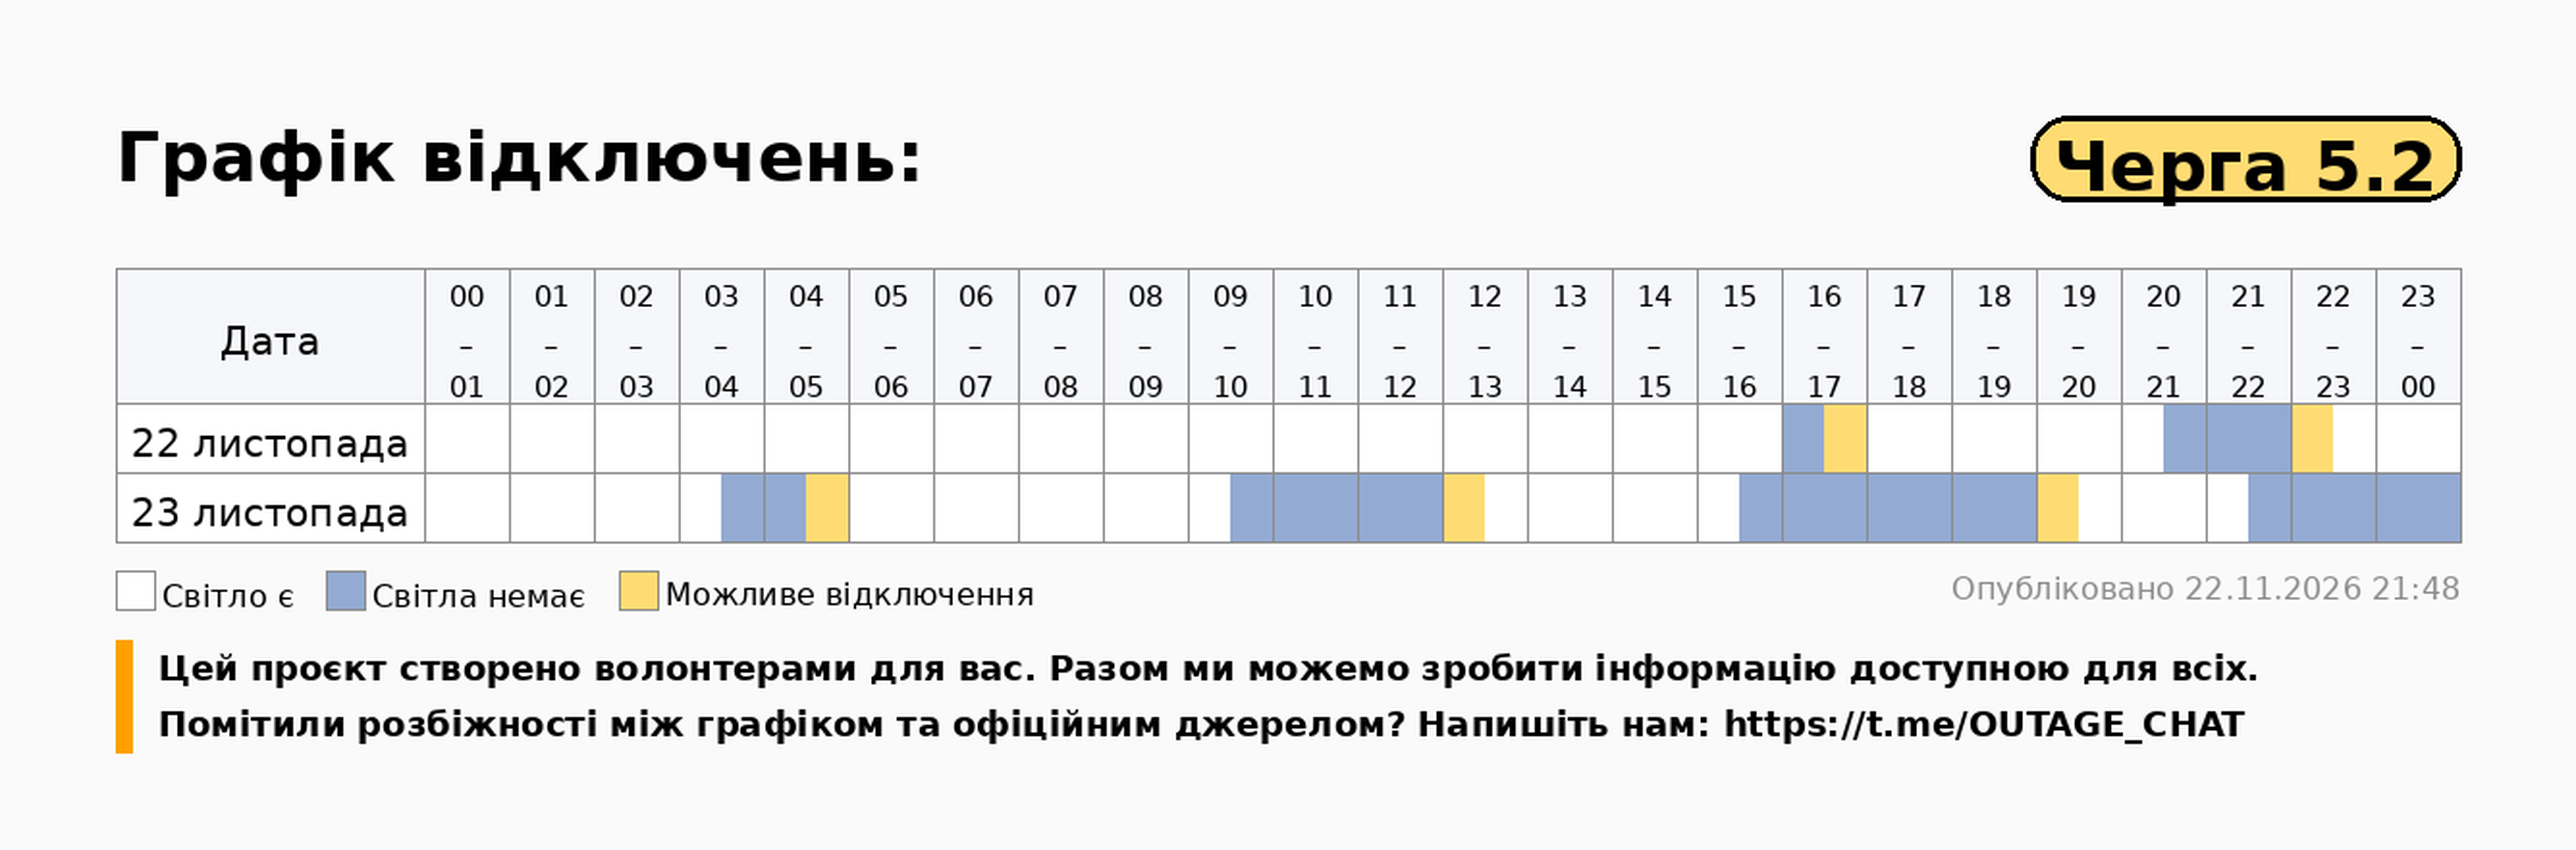 Графік відключень:
Черга 5.2
Дата
00 – 01
01 – 02
02 – 03
03 – 04
04 – 05
05 – 06
06 – 07
07 – 08
08 – 09
09 – 10
10 – 11
11 – 12
12 – 13
13 – 14
14 – 15
15 – 16
16 – 17
17 – 18
18 – 19
19 – 20
20 – 21
21 – 22
22 – 23
23 – 00
22 листопада
23 листопада
Світло є
Світла немає
Можливе відключення
Опубліковано 22.11.2026 21:48
Цей проєкт створено волонтерами для вас. Разом ми можемо зробити інформацію доступною для всіх.
Помітили розбіжності між графіком та офіційним джерелом? Напишіть нам: https://t.me/OUTAGE_CHAT